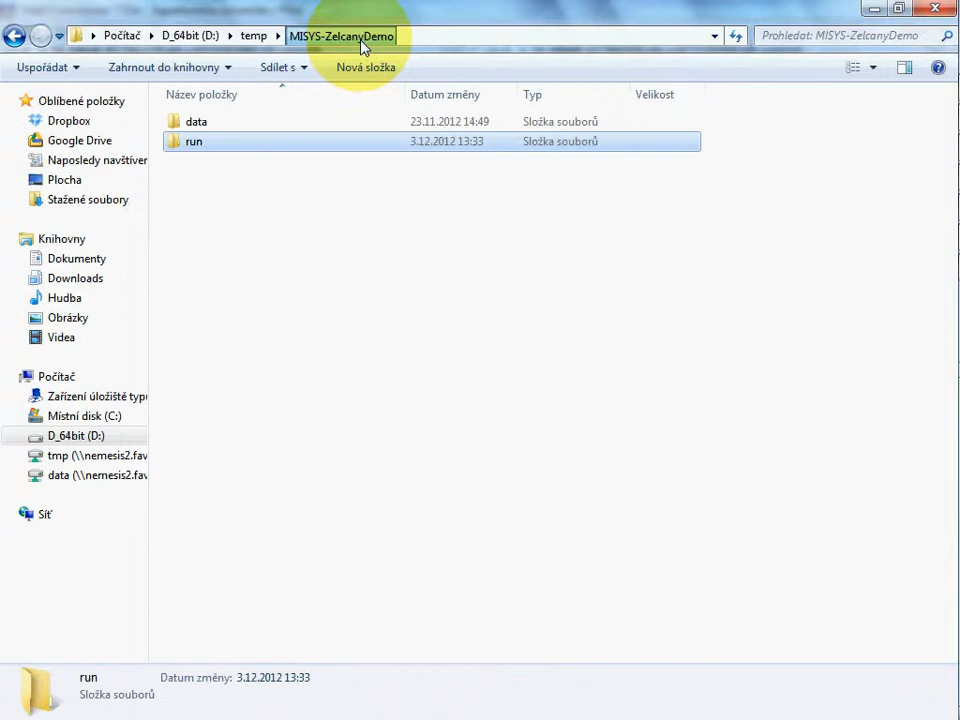 Počítač D_64bit (D:) temp MISYS-ZelcanyDemo Prohledat: MISYS-ZelcanyDemo
Uspořádat Zahrnout do knihovny Sdílet s Nová složka
Název položky Datum změny Typ Velikost
data 23.11.2012 14:49 Složka souborů
run 3.12.2012 13:33 Složka souborů
Oblíbené položky
Dropbox
Google Drive
Naposledy navštíver
Plocha
Stažené soubory
Knihovny
Dokumenty
Downloads
Hudba
Obrázky
Videa
Počítač
Zařízení úložiště typu
Místní disk (C:)
D_64bit (D:)
tmp (\\nemesis2.fav
data (\\nemesis2.fav
Síť
run Datum změny: 3.12.2012 13:33
Složka souborů